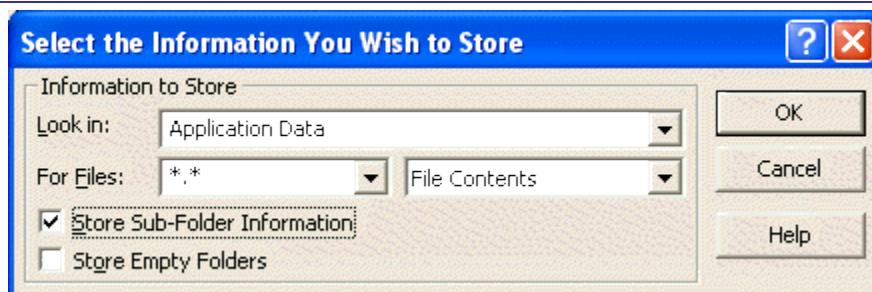 Select the Information You Wish to Store
Information to Store
Look in: Application Data
OK
For Files: *.* File Contents
Cancel
Store Sub-Folder Information
Store Empty Folders
Help